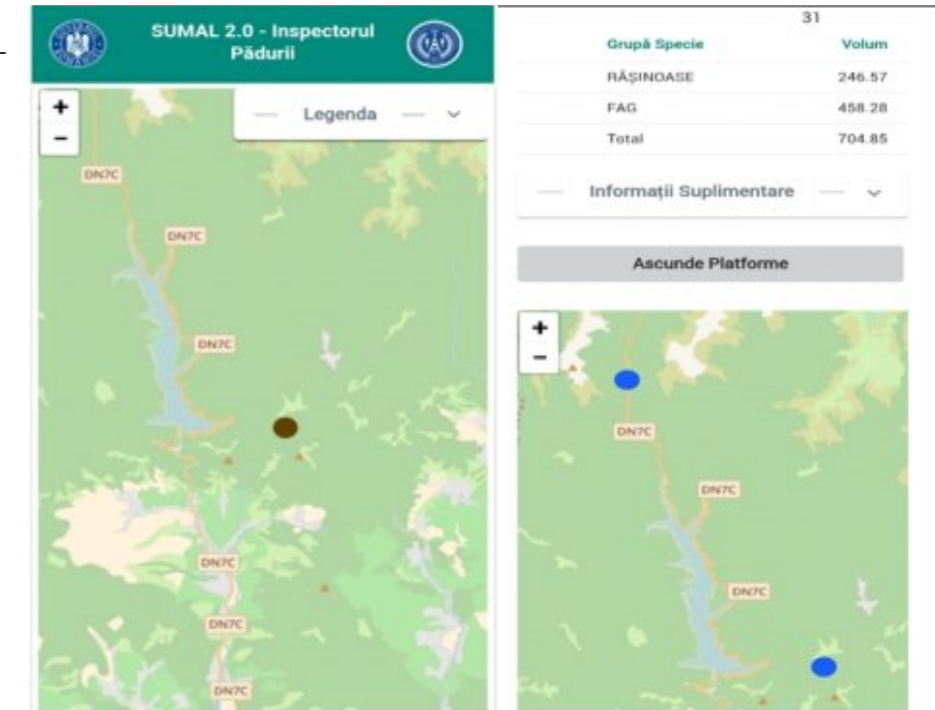 SUMAL 2.0 - Inspectorul
Pădurii
+
−
Legenda
DN7C
DN7C
DN7C
DN7C
DN7C
DN7C
31
Grupă Specie Volum
RĂȘINOASE 246.57
FAG 458.28
Total 704.85
Informații Suplimentare
Ascunde Platforme
+
−
DN7C
DN7C
DN7C